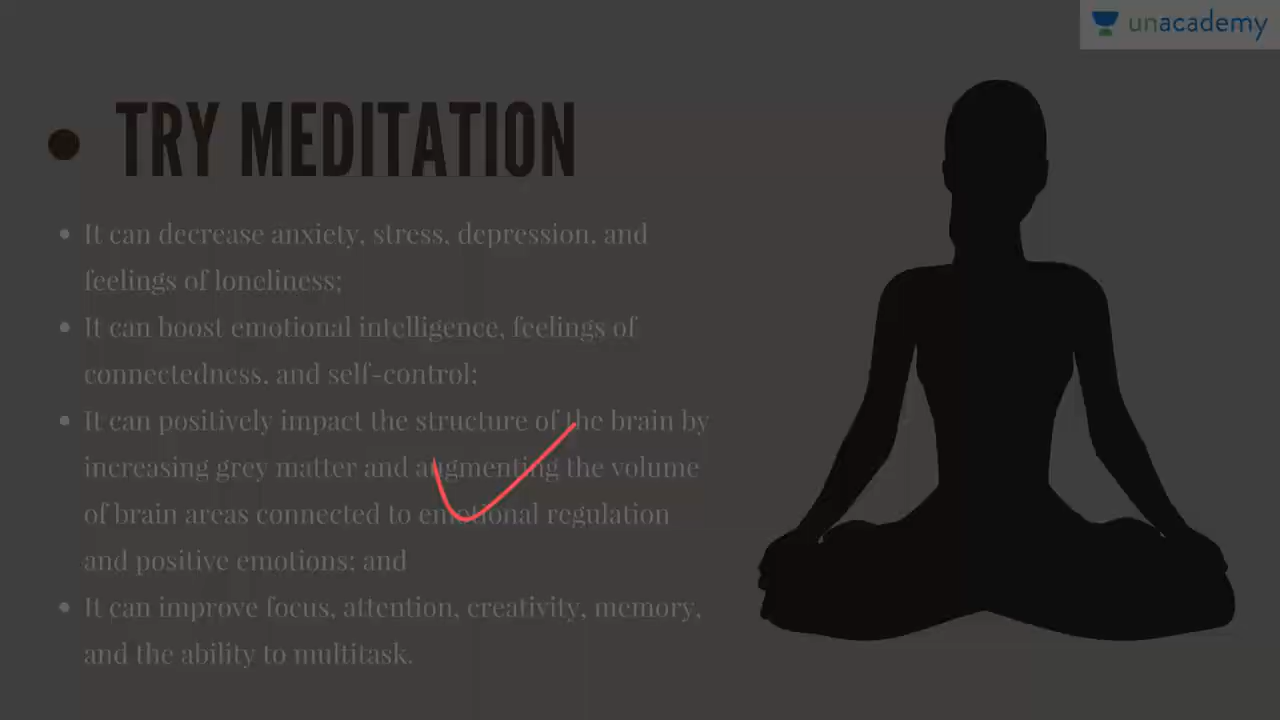 unacademy
TRY MEDITATION
It can decrease anxiety, stress, depression, and
feelings of loneliness;
It can boost emotional intelligence, feelings of
connectedness, and self-control;
It can positively impact the structure of the brain by
increasing grey matter and augmenting the volume
of brain areas connected to emotional regulation
and positive emotions; and
It can improve focus, attention, creativity, memory,
and the ability to multitask.